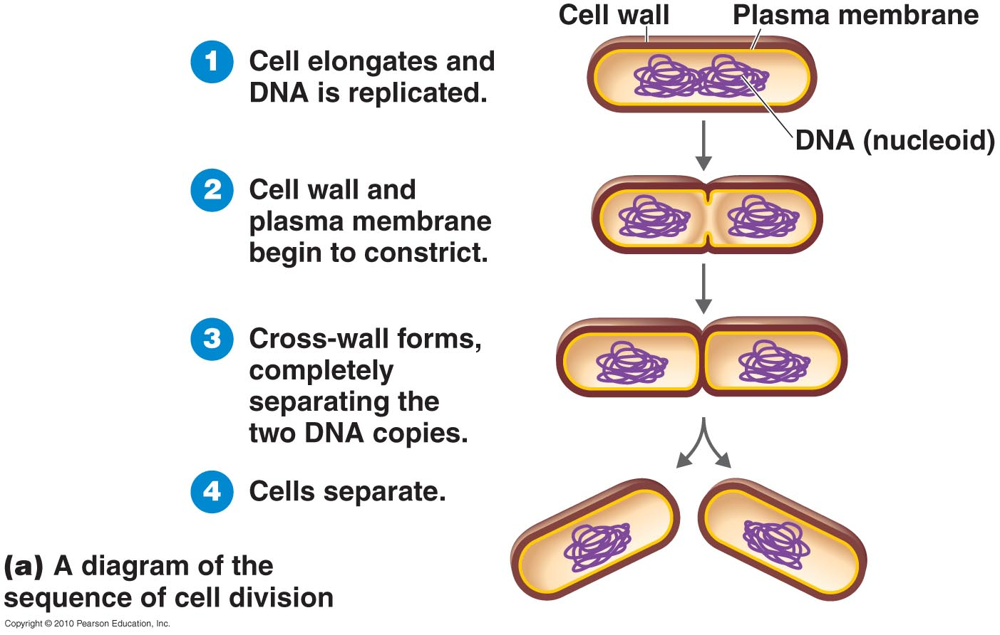 Cell wall
Plasma membrane
1 Cell elongates and
DNA is replicated.
DNA (nucleoid)
2 Cell wall and
plasma membrane
begin to constrict.
3 Cross-wall forms,
completely
separating the
two DNA copies.
4 Cells separate.
(a) A diagram of the
sequence of cell division
Copyright © 2010 Pearson Education, Inc.